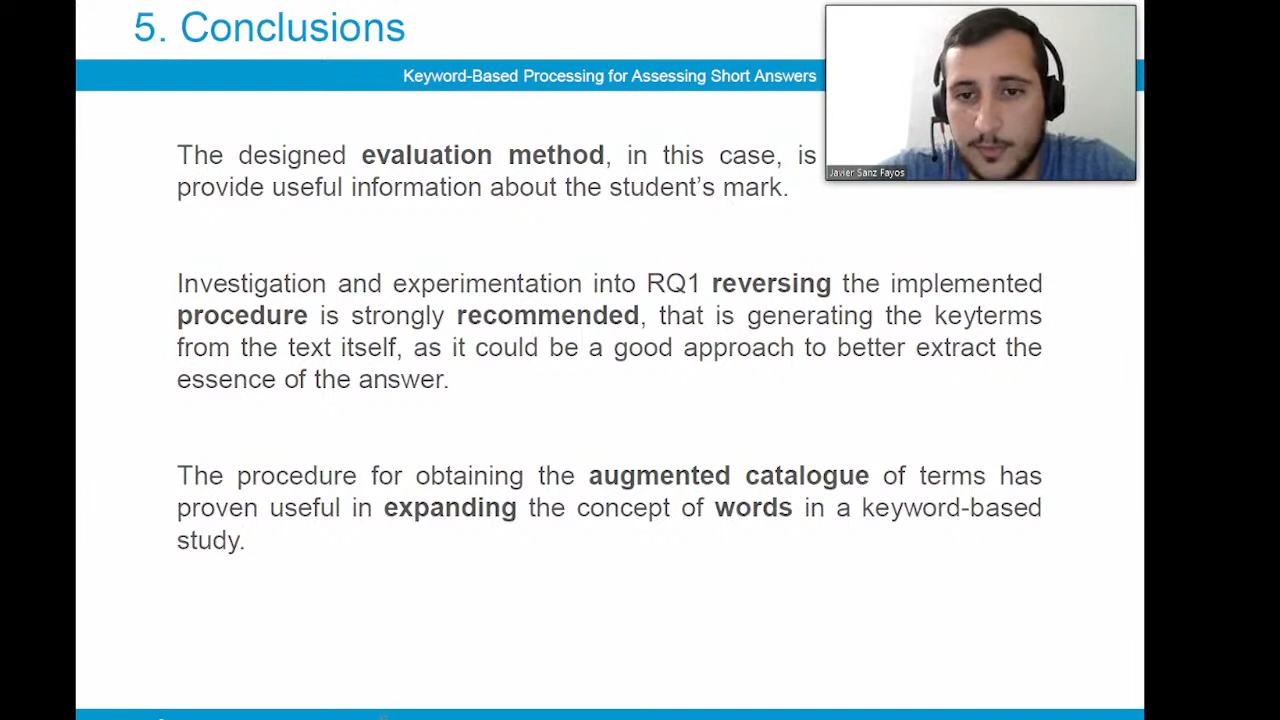 5. Conclusions
Keyword-Based Processing for Assessing Short Answers
The designed evaluation method, in this case, is
provide useful information about the student’s mark.
Javier Sanz Fayos
Investigation and experimentation into RQ1 reversing the implemented
procedure is strongly recommended, that is generating the keyterms
from the text itself, as it could be a good approach to better extract the
essence of the answer.
The procedure for obtaining the augmented catalogue of terms has
proven useful in expanding the concept of words in a keyword-based
study.